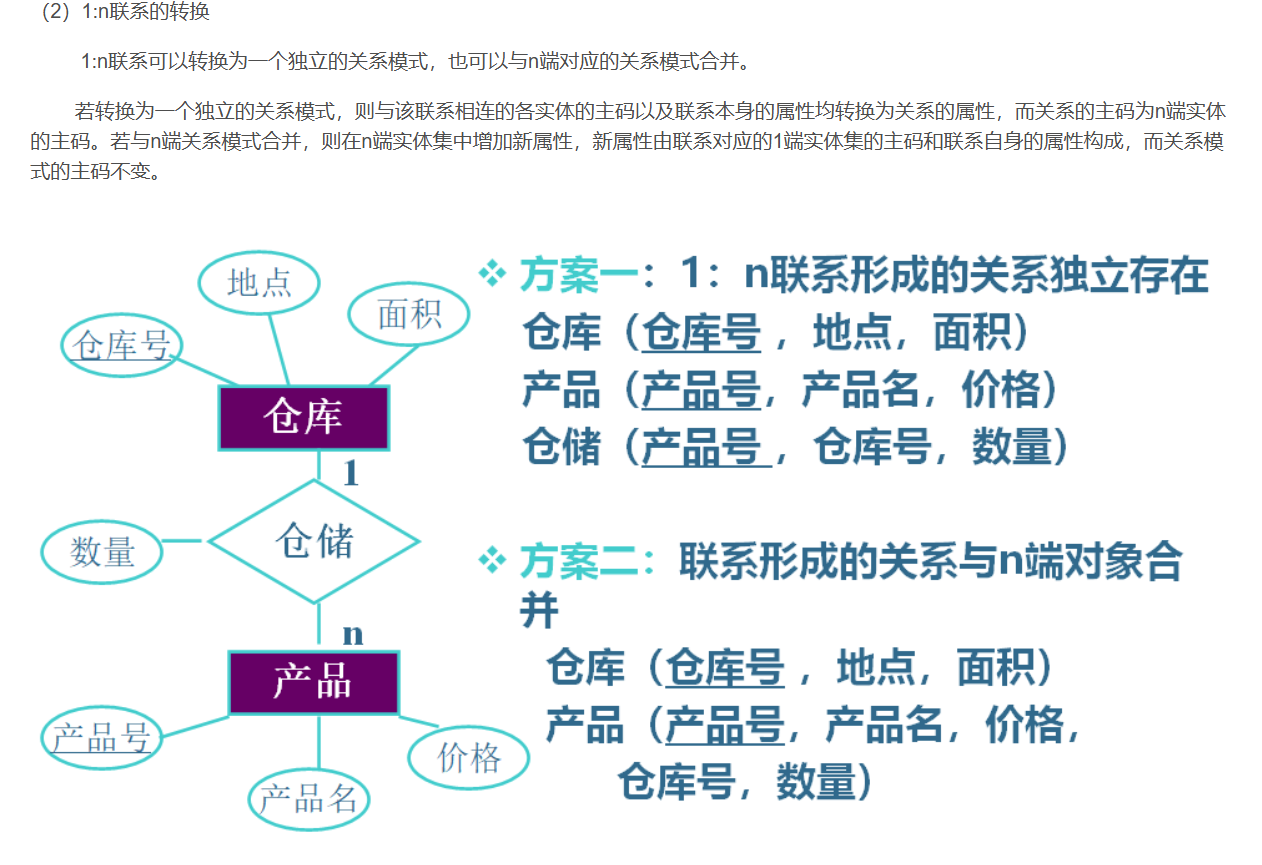 （2）1:n联系的转换
1:n联系可以转换为一个独立的关系模式，也可以与n端对应的关系模式合并。
若转换为一个独立的关系模式，则与该联系相连的各实体的主码以及联系本身的属性均转换为关系的属性，而关系的主码为n端实体
的主码。若与n端关系模式合并，则在n端实体集中增加新属性，新属性由联系对应的1端实体集的主码和联系自身的属性构成，而关系模
式的主码不变。
地点
面积
仓库号
仓库
1
仓储
数量
n
产品
产品号
产品名
价格
方案一：1：n联系形成的关系独立存在
仓库（仓库号 ，地点，面积）
产品（产品号，产品名，价格）
仓储（产品号 ，仓库号，数量）
方案二：联系形成的关系与n端对象合
并
仓库（仓库号 ，地点，面积）
产品（产品号，产品名，价格，
仓库号，数量）